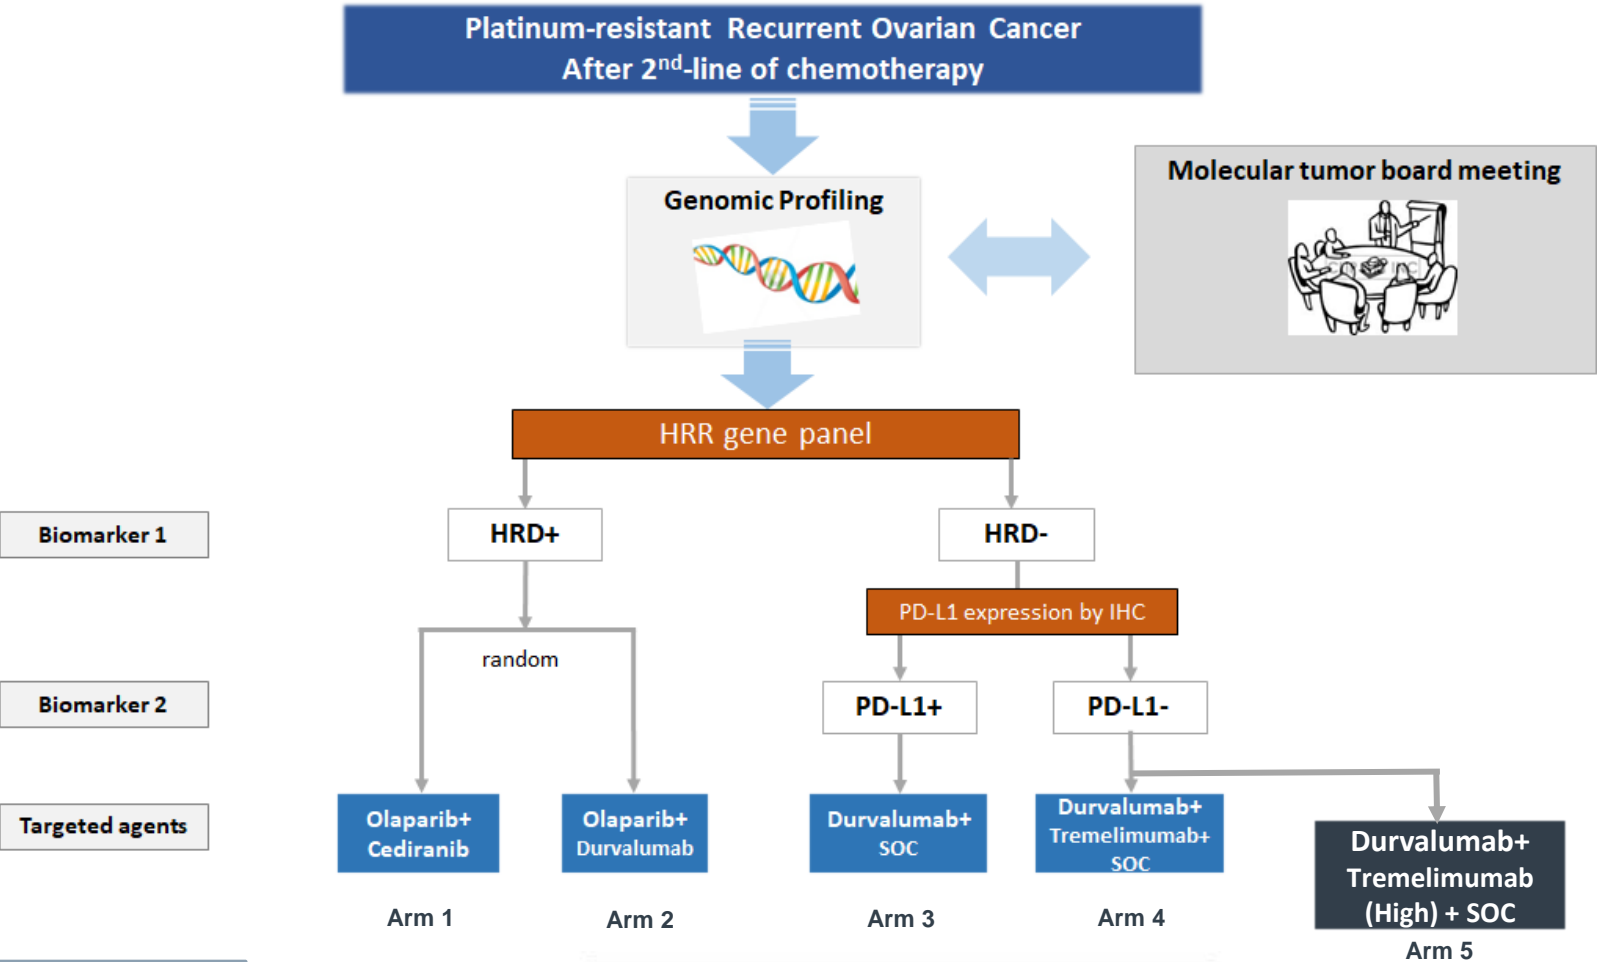 Platinum-resistant Recurrent Ovarian Cancer
After 2nd-line of chemotherapy
Genomic Profiling
Molecular tumor board meeting
HRR gene panel
Biomarker 1
HRD+
HRD-
PD-L1 expression by IHC
random
Biomarker 2
PD-L1+
PD-L1-
Targeted agents
Olaparib+
Cediranib
Olaparib+
Durvalumab
Durvalumab+
SOC
Durvalumab+
Tremelimumab+
SOC
Durvalumab+
Tremelimumab
(High) + SOC
Arm 1
Arm 2
Arm 3
Arm 4
Arm 5